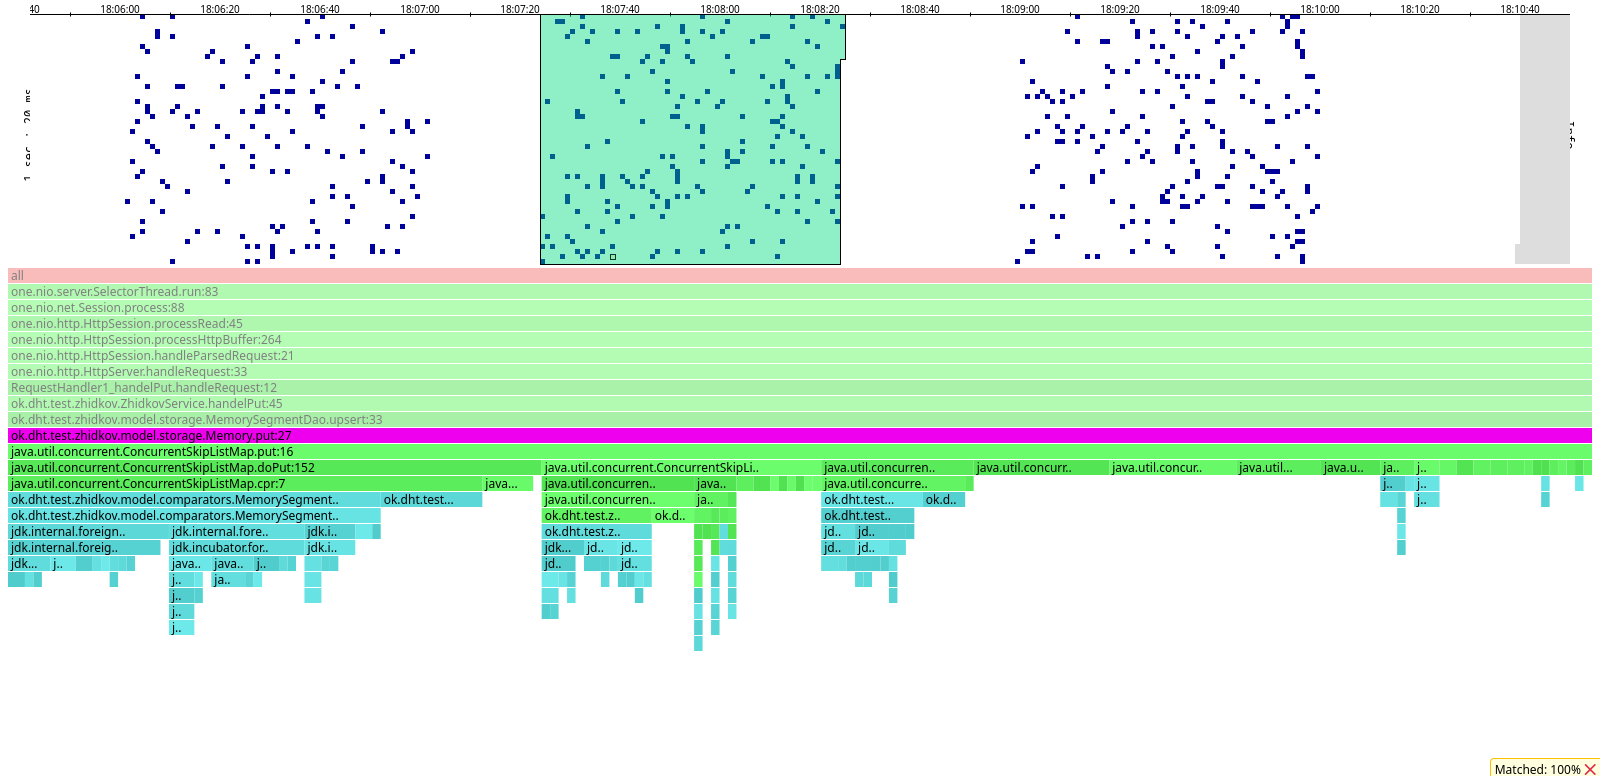 40 18:06:00 18:06:20 18:06:40 18:07:00 18:07:20 18:07:40 18:08:00 18:08:20 18:08:40 18:09:00 18:09:20 18:09:40 18:10:00 18:10:20 18:10:40
all
one.nio.server.SelectorThread.run:83
one.nio.net.Session.process:88
one.nio.http.HttpSession.processRead:45
one.nio.http.HttpSession.processHttpBuffer:264
one.nio.http.HttpSession.handleParsedRequest:21
one.nio.http.HttpServer.handleRequest:33
RequestHandler1_handelPut.handleRequest:12
ok.dht.test.zhidkov.ZhidkovService.handelPut:45
ok.dht.test.zhidkov.model.storage.MemorySegmentDao.upsert:33
ok.dht.test.zhidkov.model.storage.Memory.put:27
java.util.concurrent.ConcurrentSkipListMap.put:16
java.util.concurrent.ConcurrentSkipListMap.doPut:152 java.util.concurrent.ConcurrentSkipLi.. java.util.concurren.. java.util.concurr.. java.util.concur.. java.util... java.u.. ja.. j..
java.util.concurrent.ConcurrentSkipListMap.cpr:7 java... java.util.concurren.. java.. java.util.concurre.. j.. j..
ok.dht.test.zhidkov.model.comparators.MemorySegment.. ok.dht.test... java.util.concurren.. ja.. ok.dht.test... ok.d..
ok.dht.test.zhidkov.model.comparators.MemorySegment.. ok.dht.test.z.. ok.d.. ok.dht.test..
jdk.internal.foreign.. jdk.internal.fore.. jdk.i.. ok.dht.test.z.. jd.. jd..
jdk.internal.foreig.. jdk.incubator.for.. jdk.i.. jdk... jd.. jd.. jd.. jd..
jdk... j.. java.. java.. j.. jd.. jd..
j.. ja..
j..
j..
j..
Matched: 100%